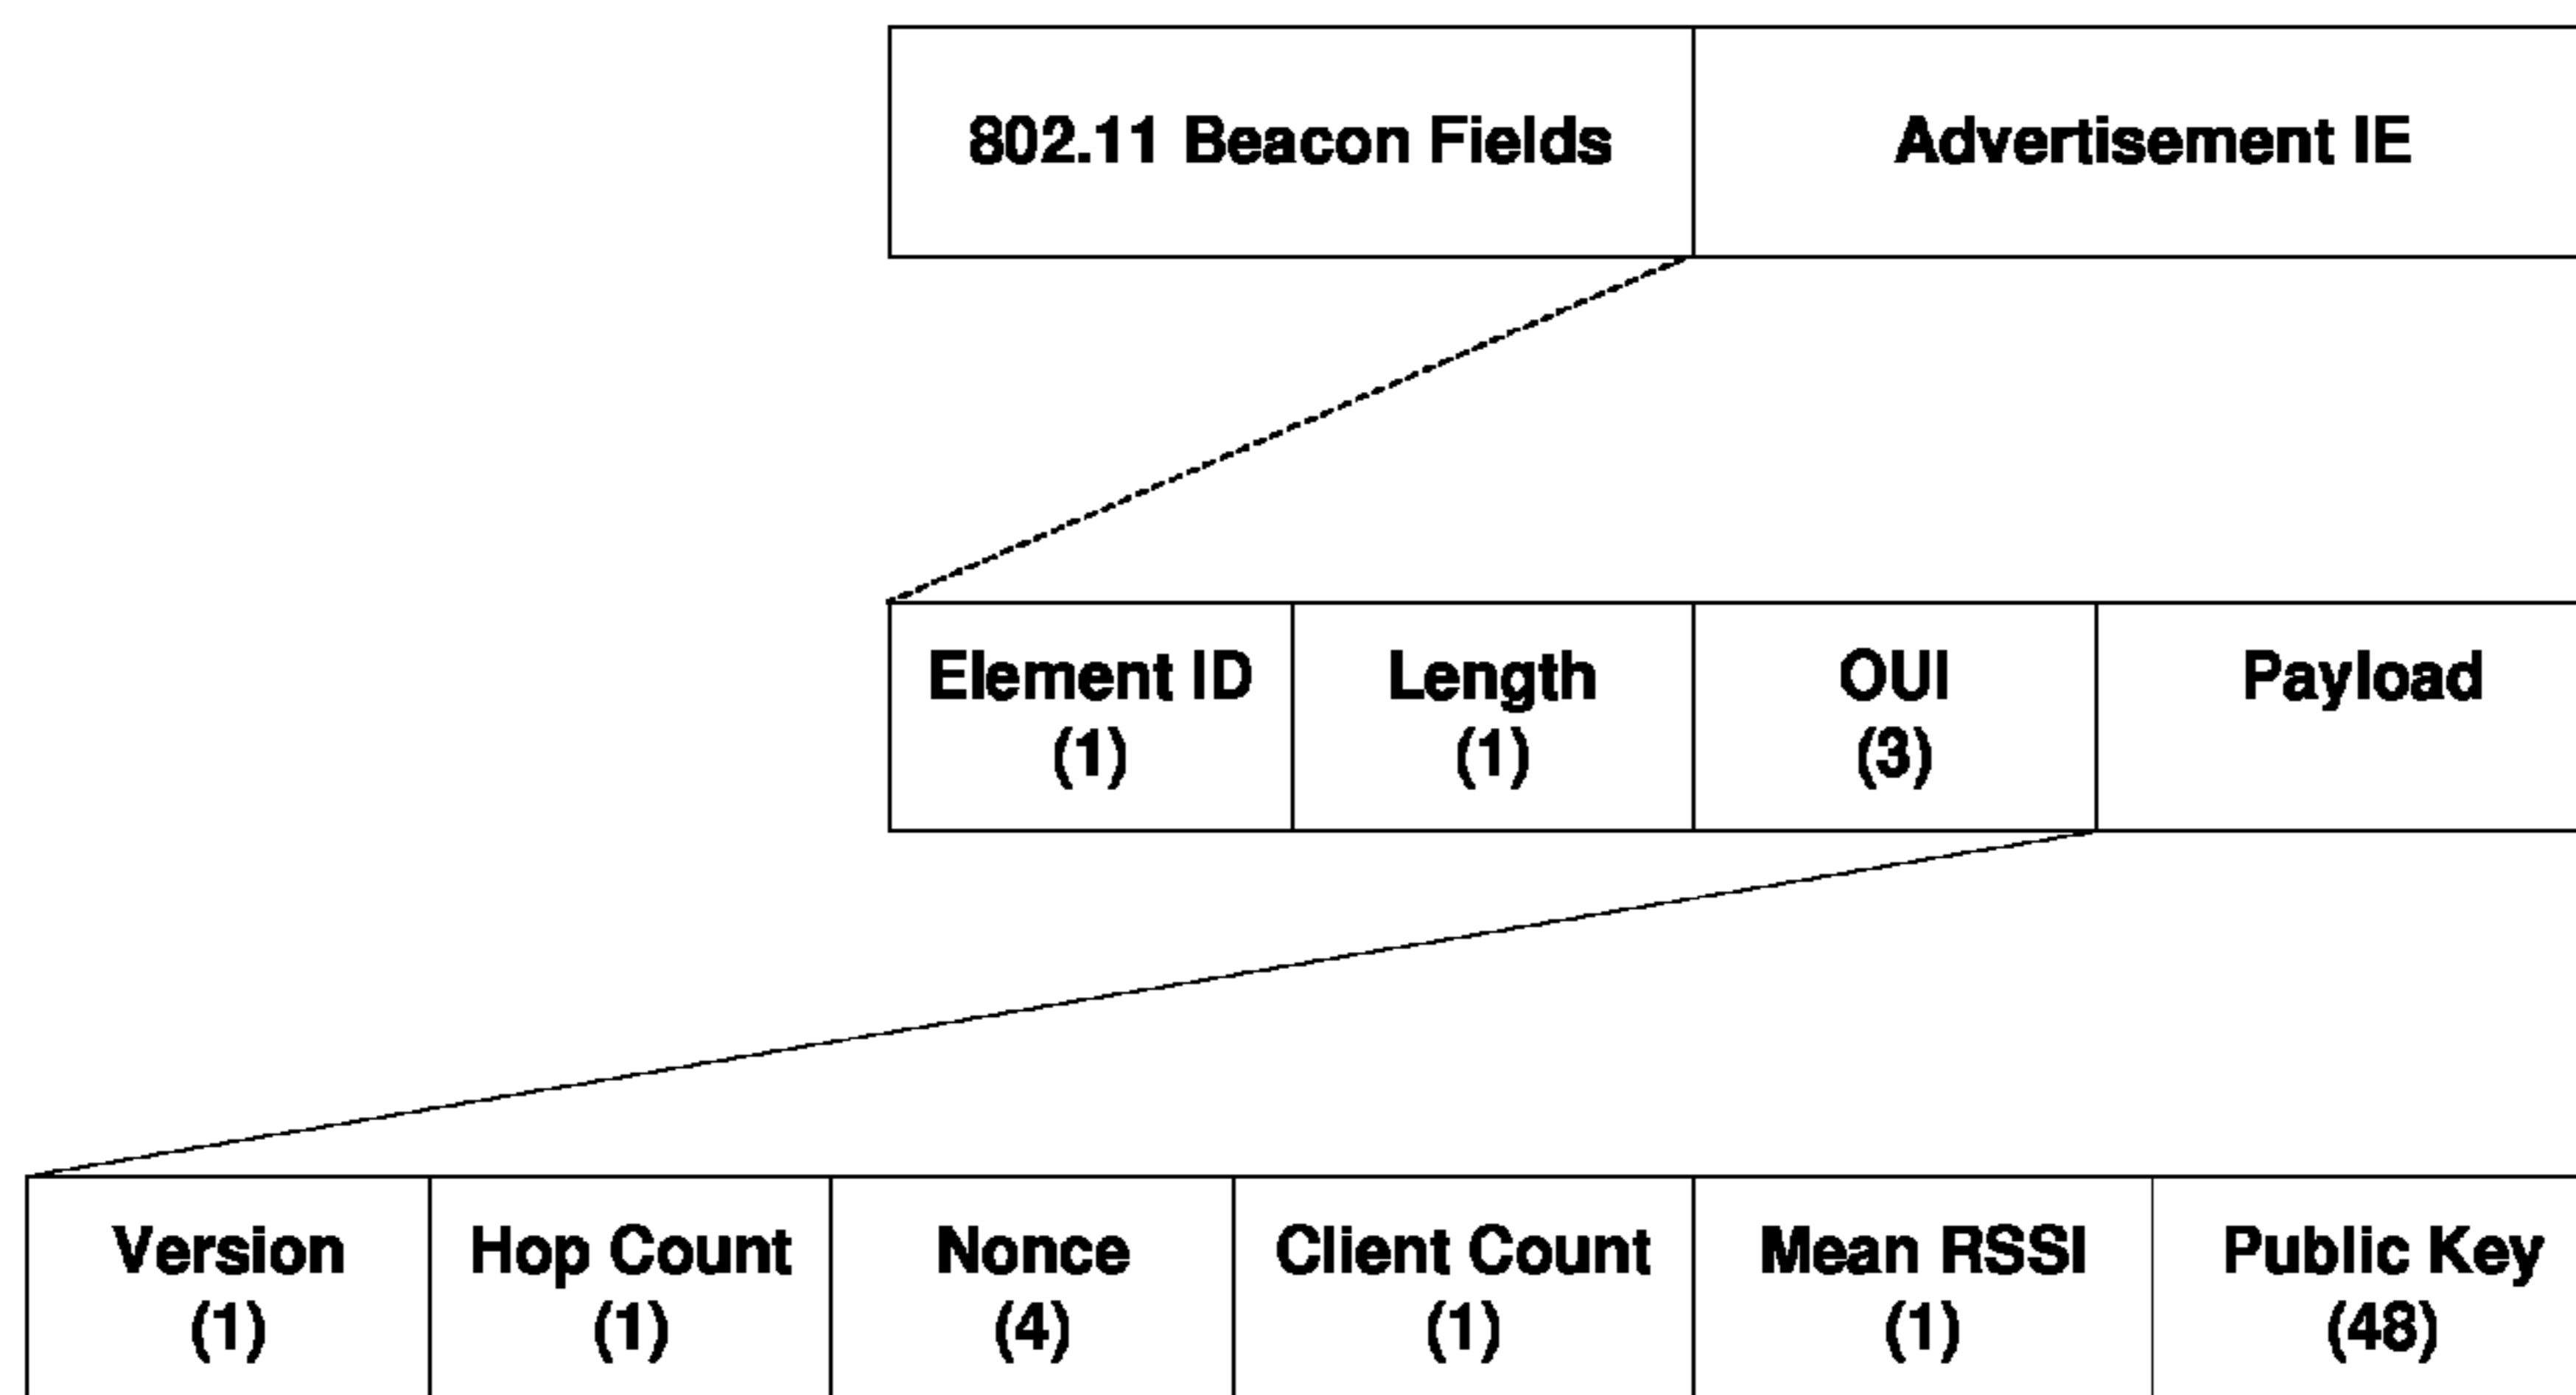 802.11 Beacon Fields
Advertisement IE
Element ID
(1)
Length
(1)
OUI
(3)
Payload
Version
(1)
Hop Count
(1)
Nonce
(4)
Client Count
(1)
Mean RSSI
(1)
Public Key
(48)